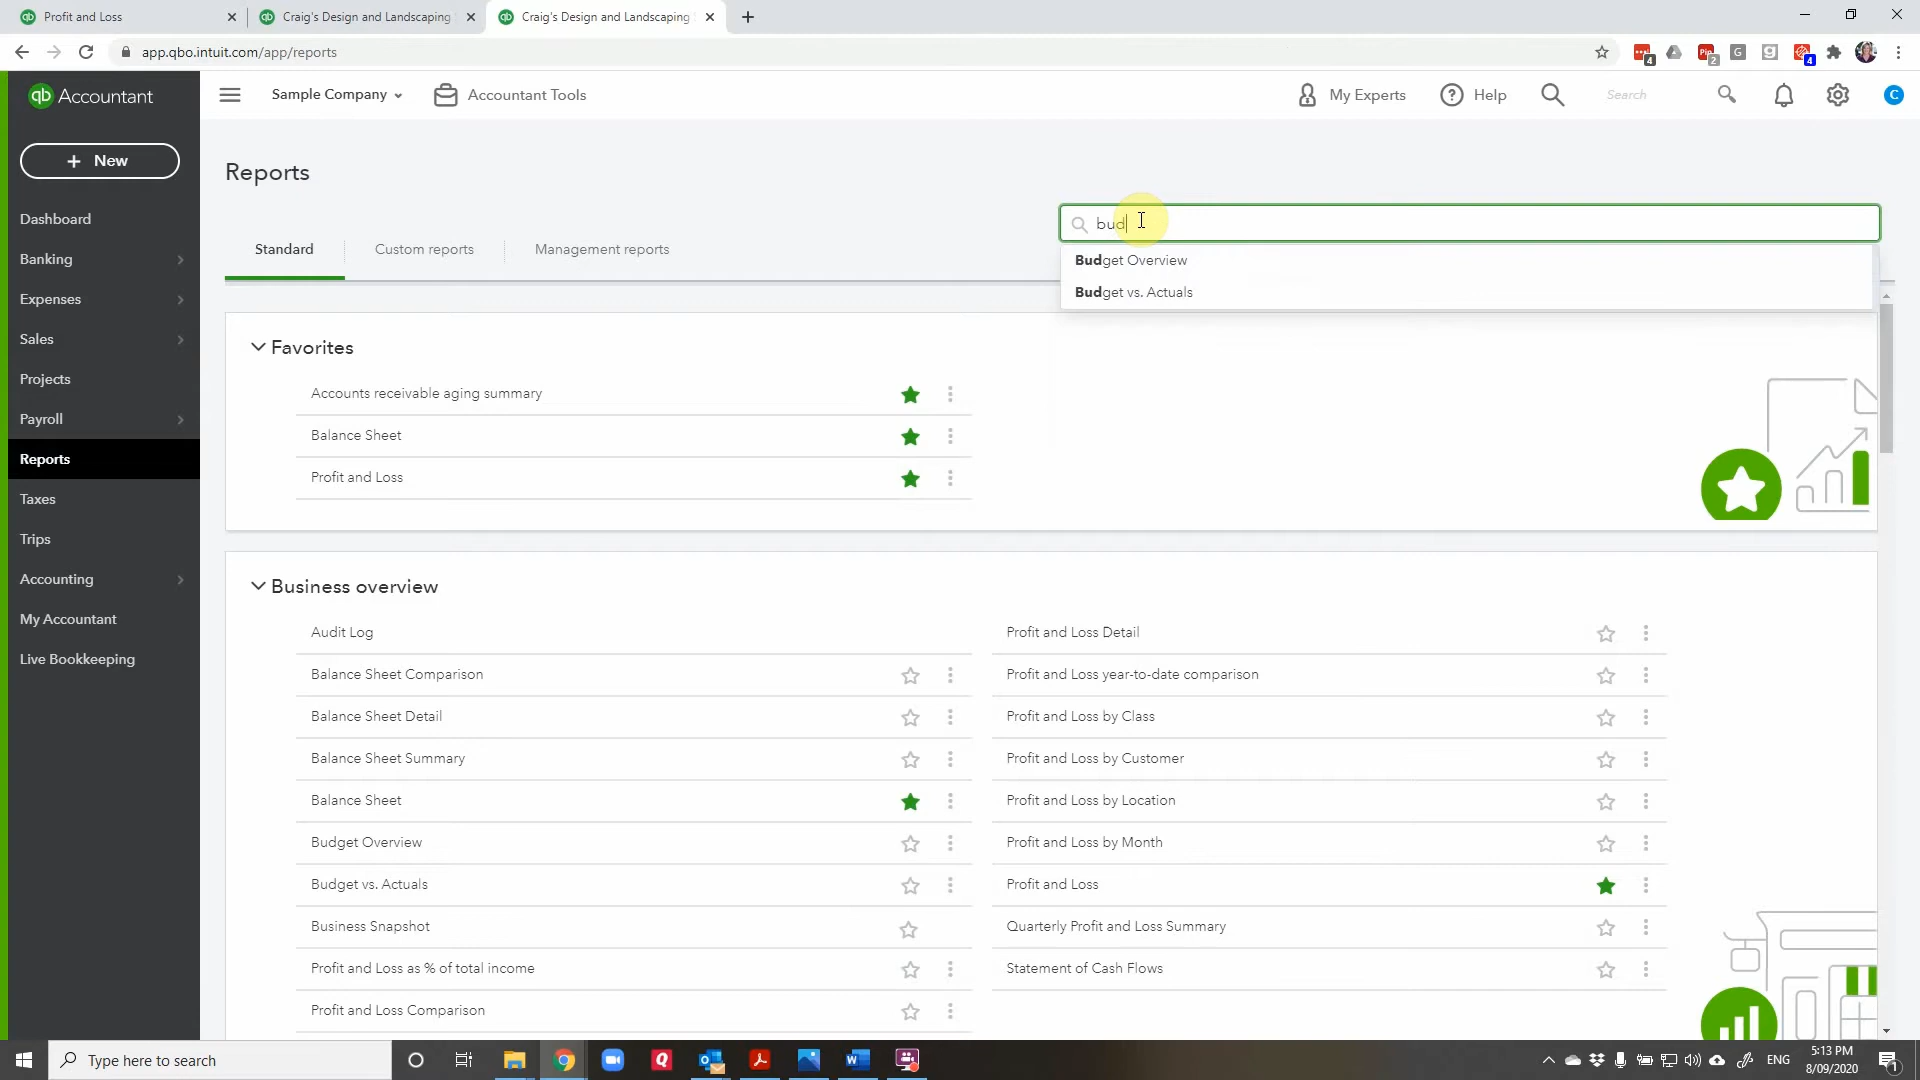 Profit and Loss
Craig's Design and Landscaping
Craig's Design and Landscaping
app.qbo.intuit.com/app/reports
4
2
4
qb Accountant
Sample Company
Accountant Tools
My Experts
Help
Search
C
+ New
Dashboard
Banking
Expenses
Sales
Projects
Payroll
Reports
Taxes
Trips
Accounting
My Accountant
Live Bookkeeping
Reports
bud
Standard
Custom reports
Management reports
Budget Overview
Budget vs. Actuals
Favorites
Accounts receivable aging summary
Balance Sheet
Profit and Loss
Business overview
Audit Log
Balance Sheet Comparison
Balance Sheet Detail
Balance Sheet Summary
Balance Sheet
Budget Overview
Budget vs. Actuals
Business Snapshot
Profit and Loss as % of total income
Profit and Loss Comparison
Profit and Loss Detail
Profit and Loss year-to-date comparison
Profit and Loss by Class
Profit and Loss by Customer
Profit and Loss by Location
Profit and Loss by Month
Profit and Loss
Quarterly Profit and Loss Summary
Statement of Cash Flows
Type here to search
ENG
5:13 PM
8/09/2020
1